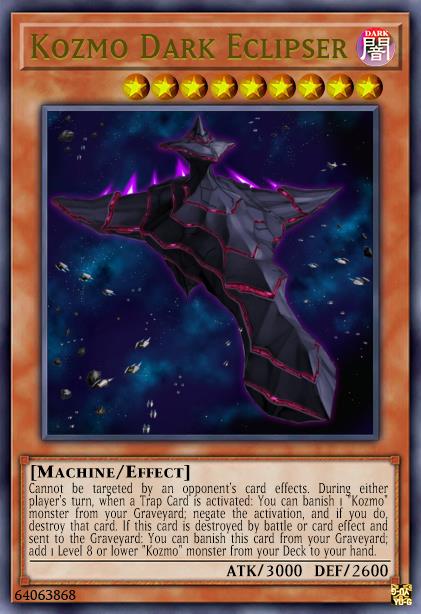 Kozmo Dark Eclipser
DARK
闇
[Machine/Effect]
Cannot be targeted by an opponent's card effects. During either
player's turn, when a Trap Card is activated: You can banish 1 "Kozmo"
monster from your Graveyard; negate the activation, and if you do,
destroy that card. If this card is destroyed by battle or card effect and
sent to the Graveyard: You can banish this card from your Graveyard;
add 1 Level 8 or lower "Kozmo" monster from your Deck to your hand.
ATK/3000 DEF/2600
64063868